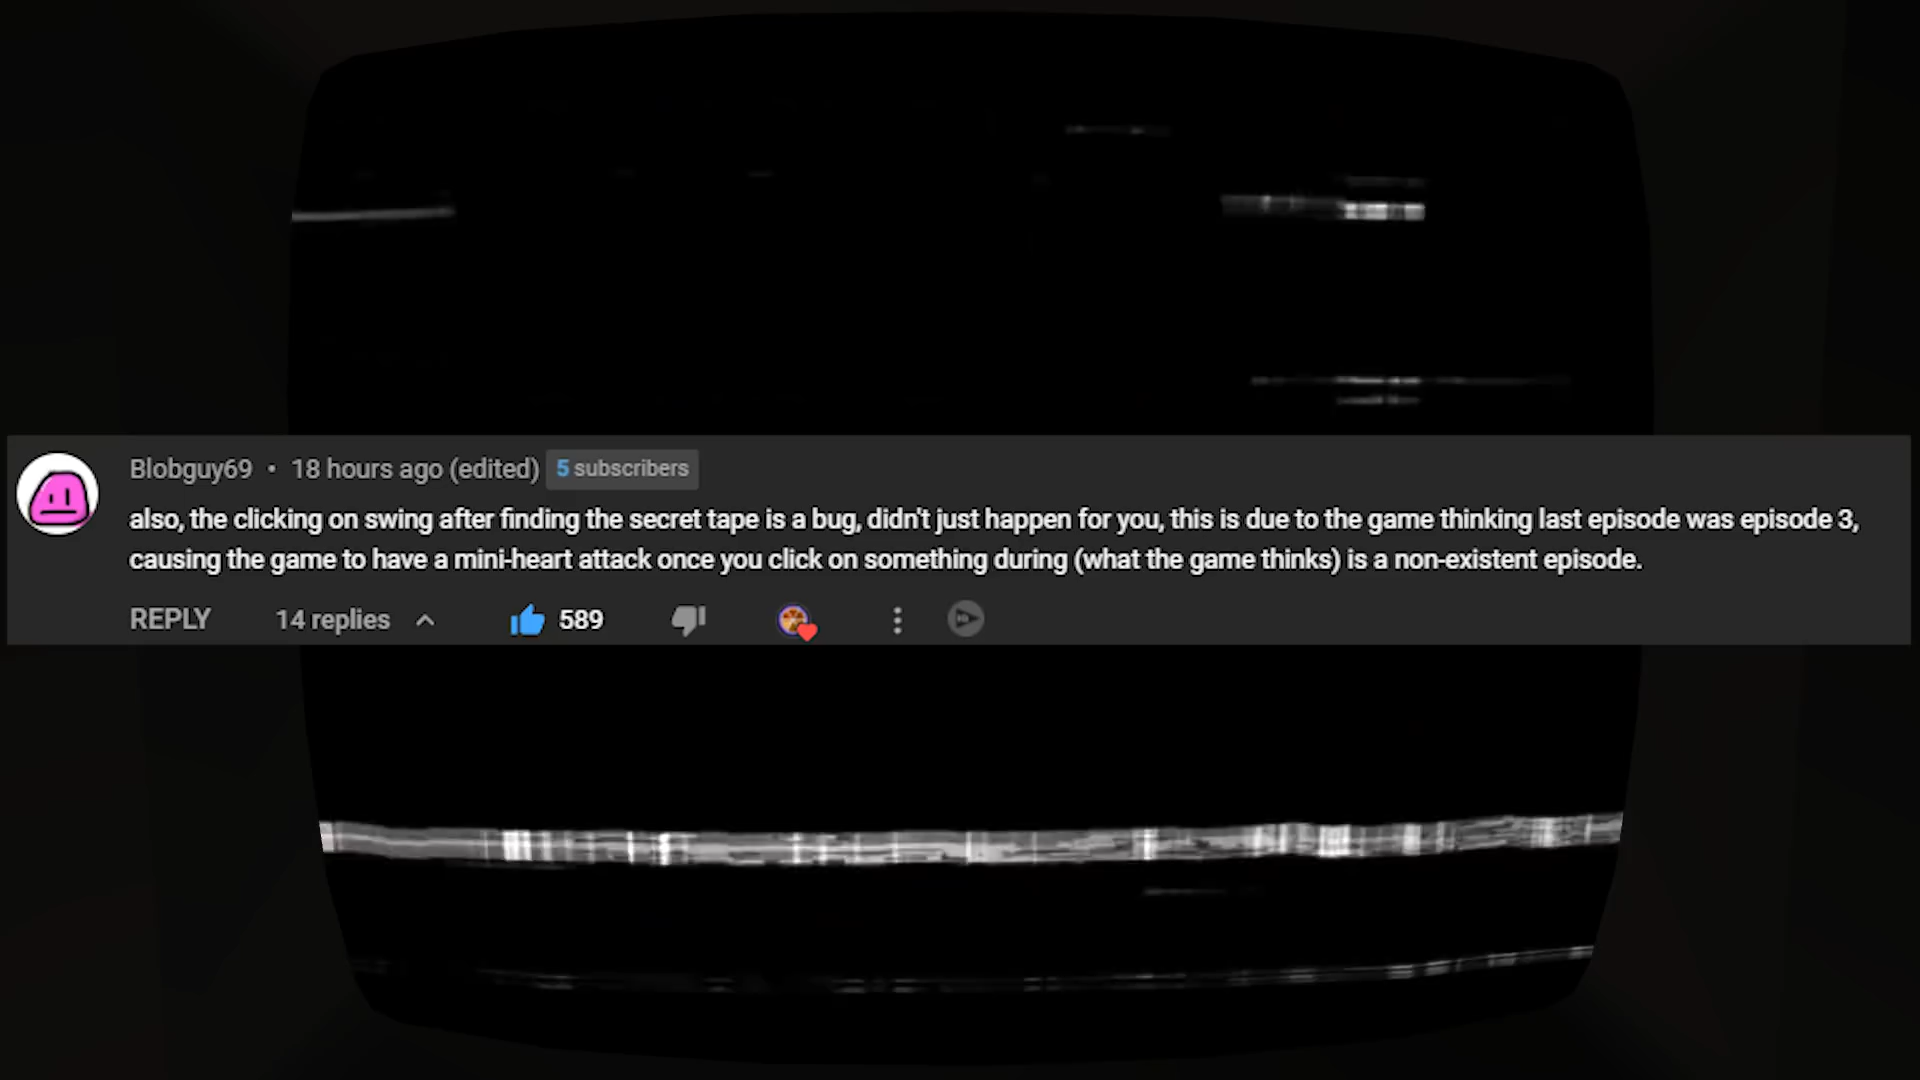 Blobguy69 • 18 hours ago (edited) 5 subscribers
also, the clicking on swing after finding the secret tape is a bug, didn't just happen for you, this is due to the game thinking last episode was episode 3,
causing the game to have a mini-heart attack once you click on something during (what the game thinks) is a non-existent episode.
REPLY 14 replies 589